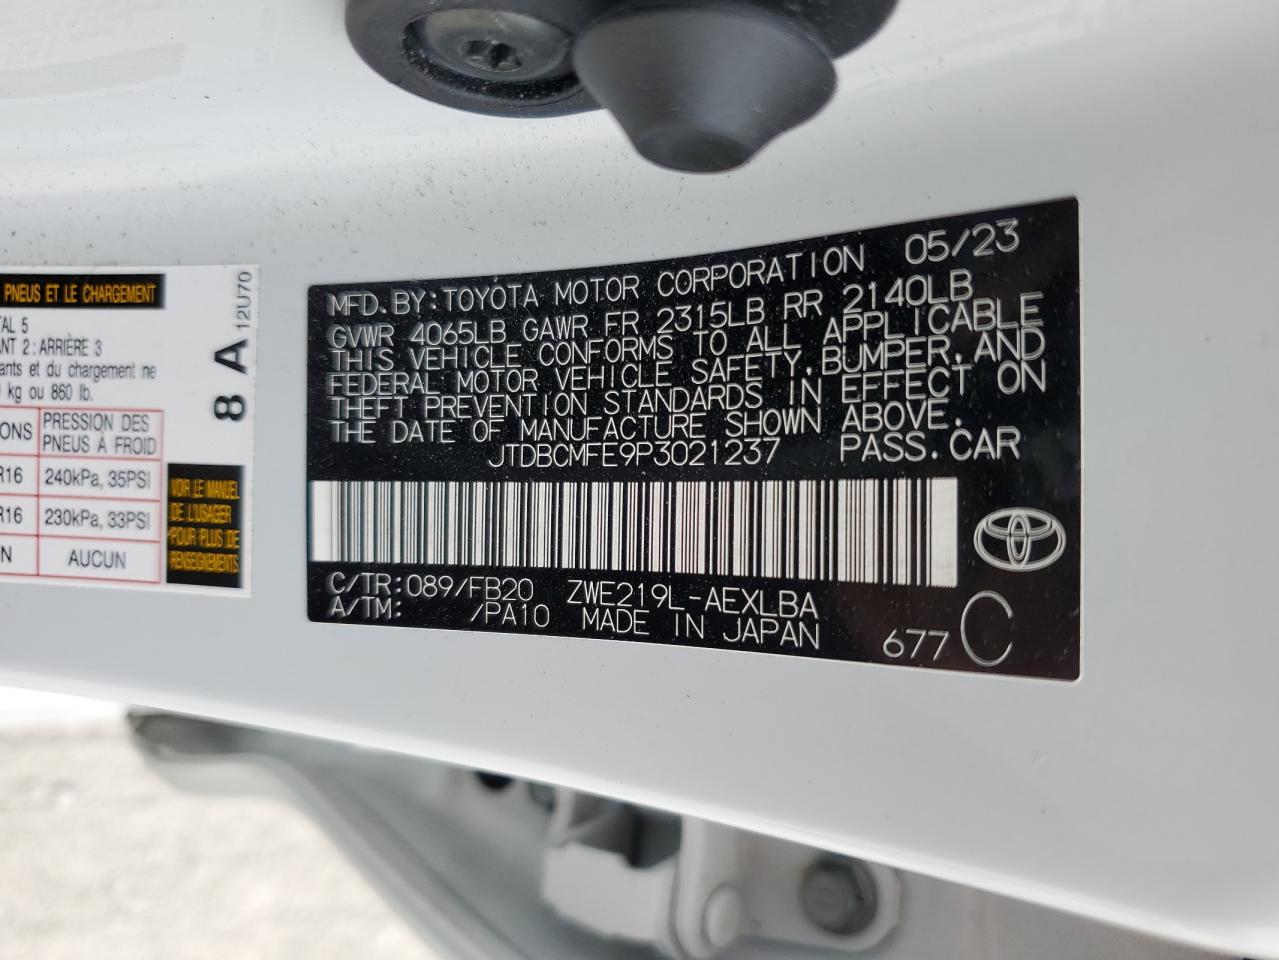 PNEUS ET LE CHARGEMENT
TAL 5
ANT 2 : ARRIÈRE 3
et du chargement ne
kg ou 860 lb.
PRESSION DES
PNEUS À FROID
R16 240kPa, 35PSI
R16 230kPa, 33PSI
AUCUN
8 A
12U70
VOIR LE MANUEL
DE L'USAGER
POUR PLUS DE
RENSEIGNEMENTS
MFD.BY:TOYOTA MOTOR CORPORATION 05/23
GVWR 4065LB GAWR FR 2315LB RR 2140LB
THIS VEHICLE CONFORMS TO ALL APPLICABLE
FEDERAL MOTOR VEHICLE SAFETY,BUMPER,AND
THEFT PREVENTION STANDARDS IN EFFECT ON
THE DATE OF MANUFACTURE SHOWN ABOVE.
JTDBCMFE9P3021237 PASS.CAR
C/TR:089/FB20 ZWE219L-AEXLBA
A/TM: /PA10 MADE IN JAPAN 677 C